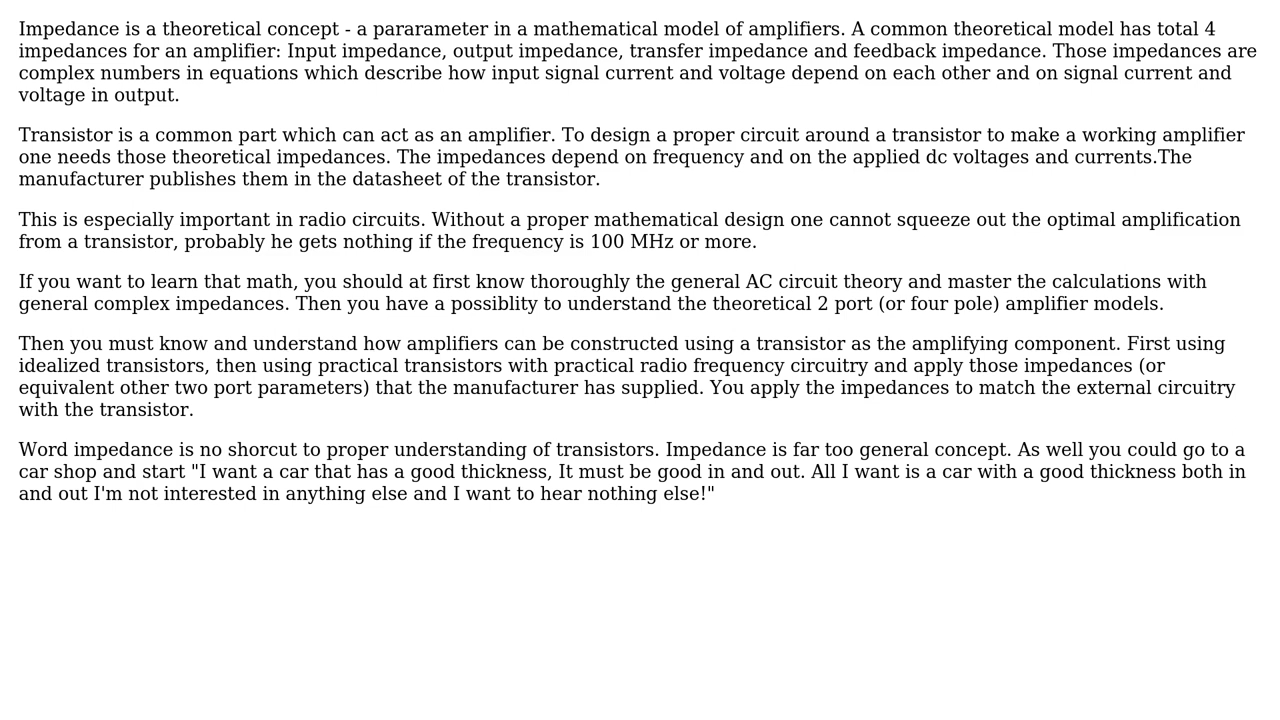 Impedance is a theoretical concept - a pararameter in a mathematical model of amplifiers. A common theoretical model has total 4
impedances for an amplifier: Input impedance, output impedance, transfer impedance and feedback impedance. Those impedances are
complex numbers in equations which describe how input signal current and voltage depend on each other and on signal current and
voltage in output.
Transistor is a common part which can act as an amplifier. To design a proper circuit around a transistor to make a working amplifier
one needs those theoretical impedances. The impedances depend on frequency and on the applied dc voltages and currents.The
manufacturer publishes them in the datasheet of the transistor.
This is especially important in radio circuits. Without a proper mathematical design one cannot squeeze out the optimal amplification
from a transistor, probably he gets nothing if the frequency is 100 MHz or more.
If you want to learn that math, you should at first know thoroughly the general AC circuit theory and master the calculations with
general complex impedances. Then you have a possiblity to understand the theoretical 2 port (or four pole) amplifier models.
Then you must know and understand how amplifiers can be constructed using a transistor as the amplifying component. First using
idealized transistors, then using practical transistors with practical radio frequency circuitry and apply those impedances (or
equivalent other two port parameters) that the manufacturer has supplied. You apply the impedances to match the external circuitry
with the transistor.
Word impedance is no shorcut to proper understanding of transistors. Impedance is far too general concept. As well you could go to a
car shop and start "I want a car that has a good thickness, It must be good in and out. All I want is a car with a good thickness both in
and out I'm not interested in anything else and I want to hear nothing else!"